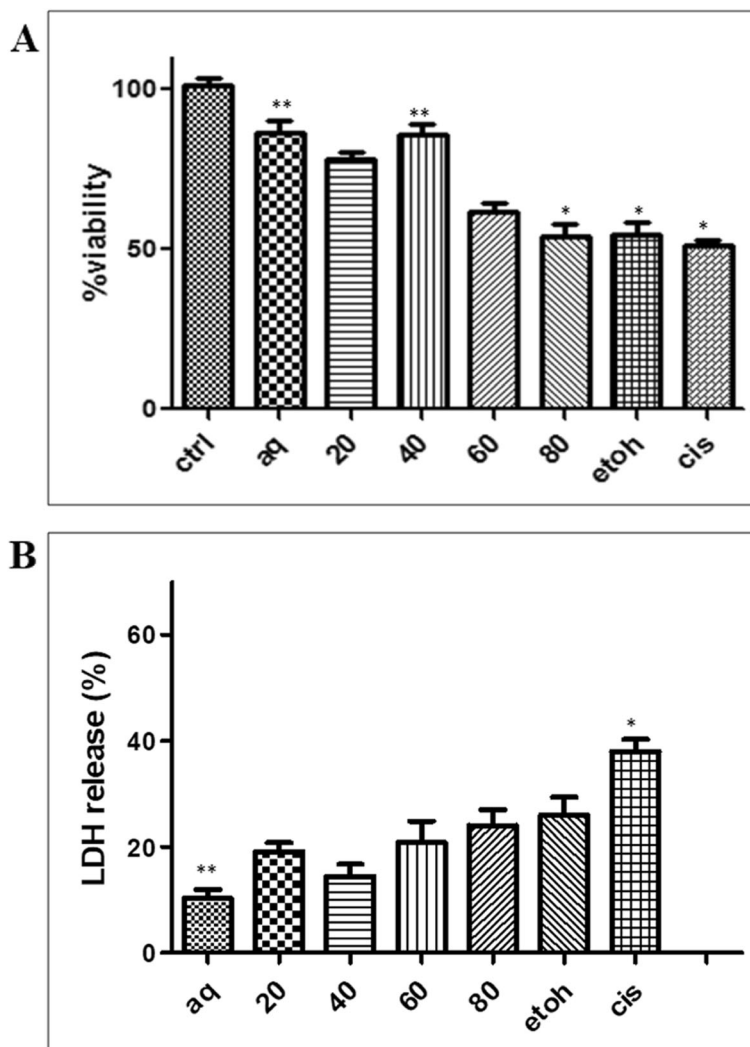 A
%viability
100
50
0
** ** * * *
ctrl aq 20 40 60 80 etoh cis
B
LDH release (%)
60
40
20
0
** *
aq 20 40 60 80 etoh cis